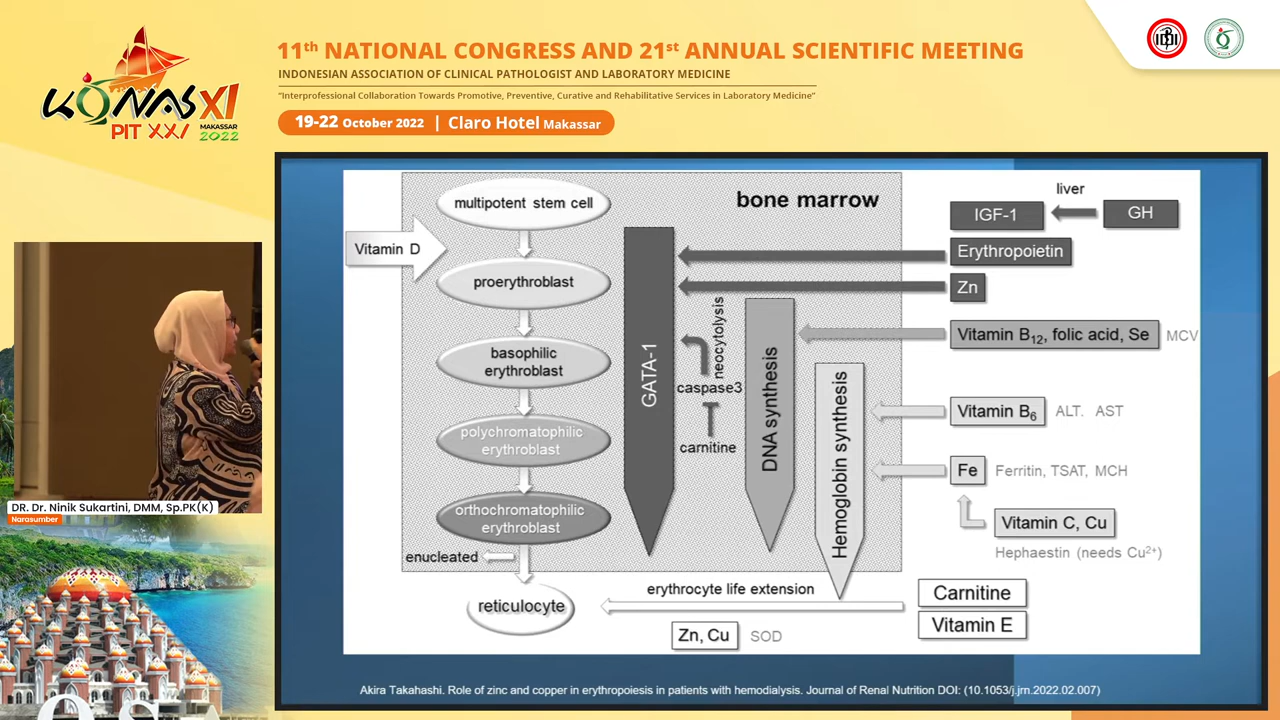 KONAS XI
PIT XXI MAKASSAR
2022
11th NATIONAL CONGRESS AND 21st ANNUAL SCIENTIFIC MEETING
INDONESIAN ASSOCIATION OF CLINICAL PATHOLOGIST AND LABORATORY MEDICINE
"Interprofessional Collaboration Towards Promotive, Preventive, Curative and Rehabilitative Services in Laboratory Medicine"
19-22 October 2022 | Claro Hotel Makassar
IDI
bone marrow
Vitamin D
multipotent stem cell
proerythroblast
basophilic
erythroblast
polychromatophilic
erythroblast
orthochromatophilic
erythroblast
enucleated
reticulocyte
GATA-1
neocytolysis
caspase3
carnitine
DNA synthesis
Hemoglobin synthesis
liver
IGF-1
GH
Erythropoietin
Zn
Vitamin B12, folic acid, Se MCV
Vitamin B6 ALT. AST
Fe Ferritin, TSAT, MCH
Vitamin C, Cu
Hephaestin (needs Cu2+)
erythrocyte life extension
Carnitine
Vitamin E
Zn, Cu SOD
Akira Takahashi. Role of zinc and copper in erythropoiesis in patients with hemodialysis. Journal of Renal Nutrition DOI: (10.1053/j.jrn.2022.02.007)
DR. Dr. Ninik Sukartini, DMM, Sp.PK(K)
Narasumber